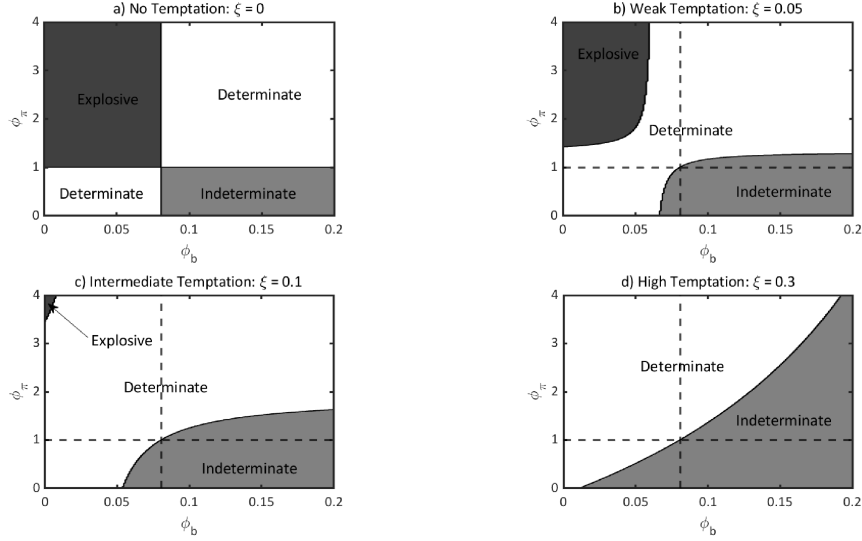 a) No Temptation: ξ = 0
4
3
2
1
0
ϕπ
Explosive
Determinate
Determinate
Indeterminate
0
0.05
0.1
0.15
0.2
ϕb
b) Weak Temptation: ξ = 0.05
4
3
2
1
0
ϕπ
Explosive
Determinate
Indeterminate
0
0.05
0.1
0.15
0.2
ϕb
c) Intermediate Temptation: ξ = 0.1
4
3
2
1
0
ϕπ
Explosive
Determinate
Indeterminate
0
0.05
0.1
0.15
0.2
ϕb
d) High Temptation: ξ = 0.3
4
3
2
1
0
ϕπ
Determinate
Indeterminate
0
0.05
0.1
0.15
0.2
ϕb